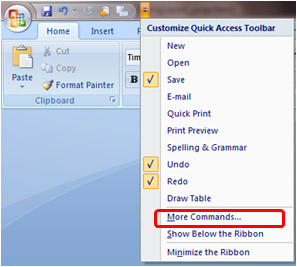 Customize Quick Access Toolbar
Home
Insert
Paste
Cut
Copy
Format Painter
Clipboard
B
New
Open
Save
E-mail
Quick Print
Print Preview
Spelling & Grammar
Undo
Redo
Draw Table
More Commands...
Show Below the Ribbon
Minimize the Ribbon